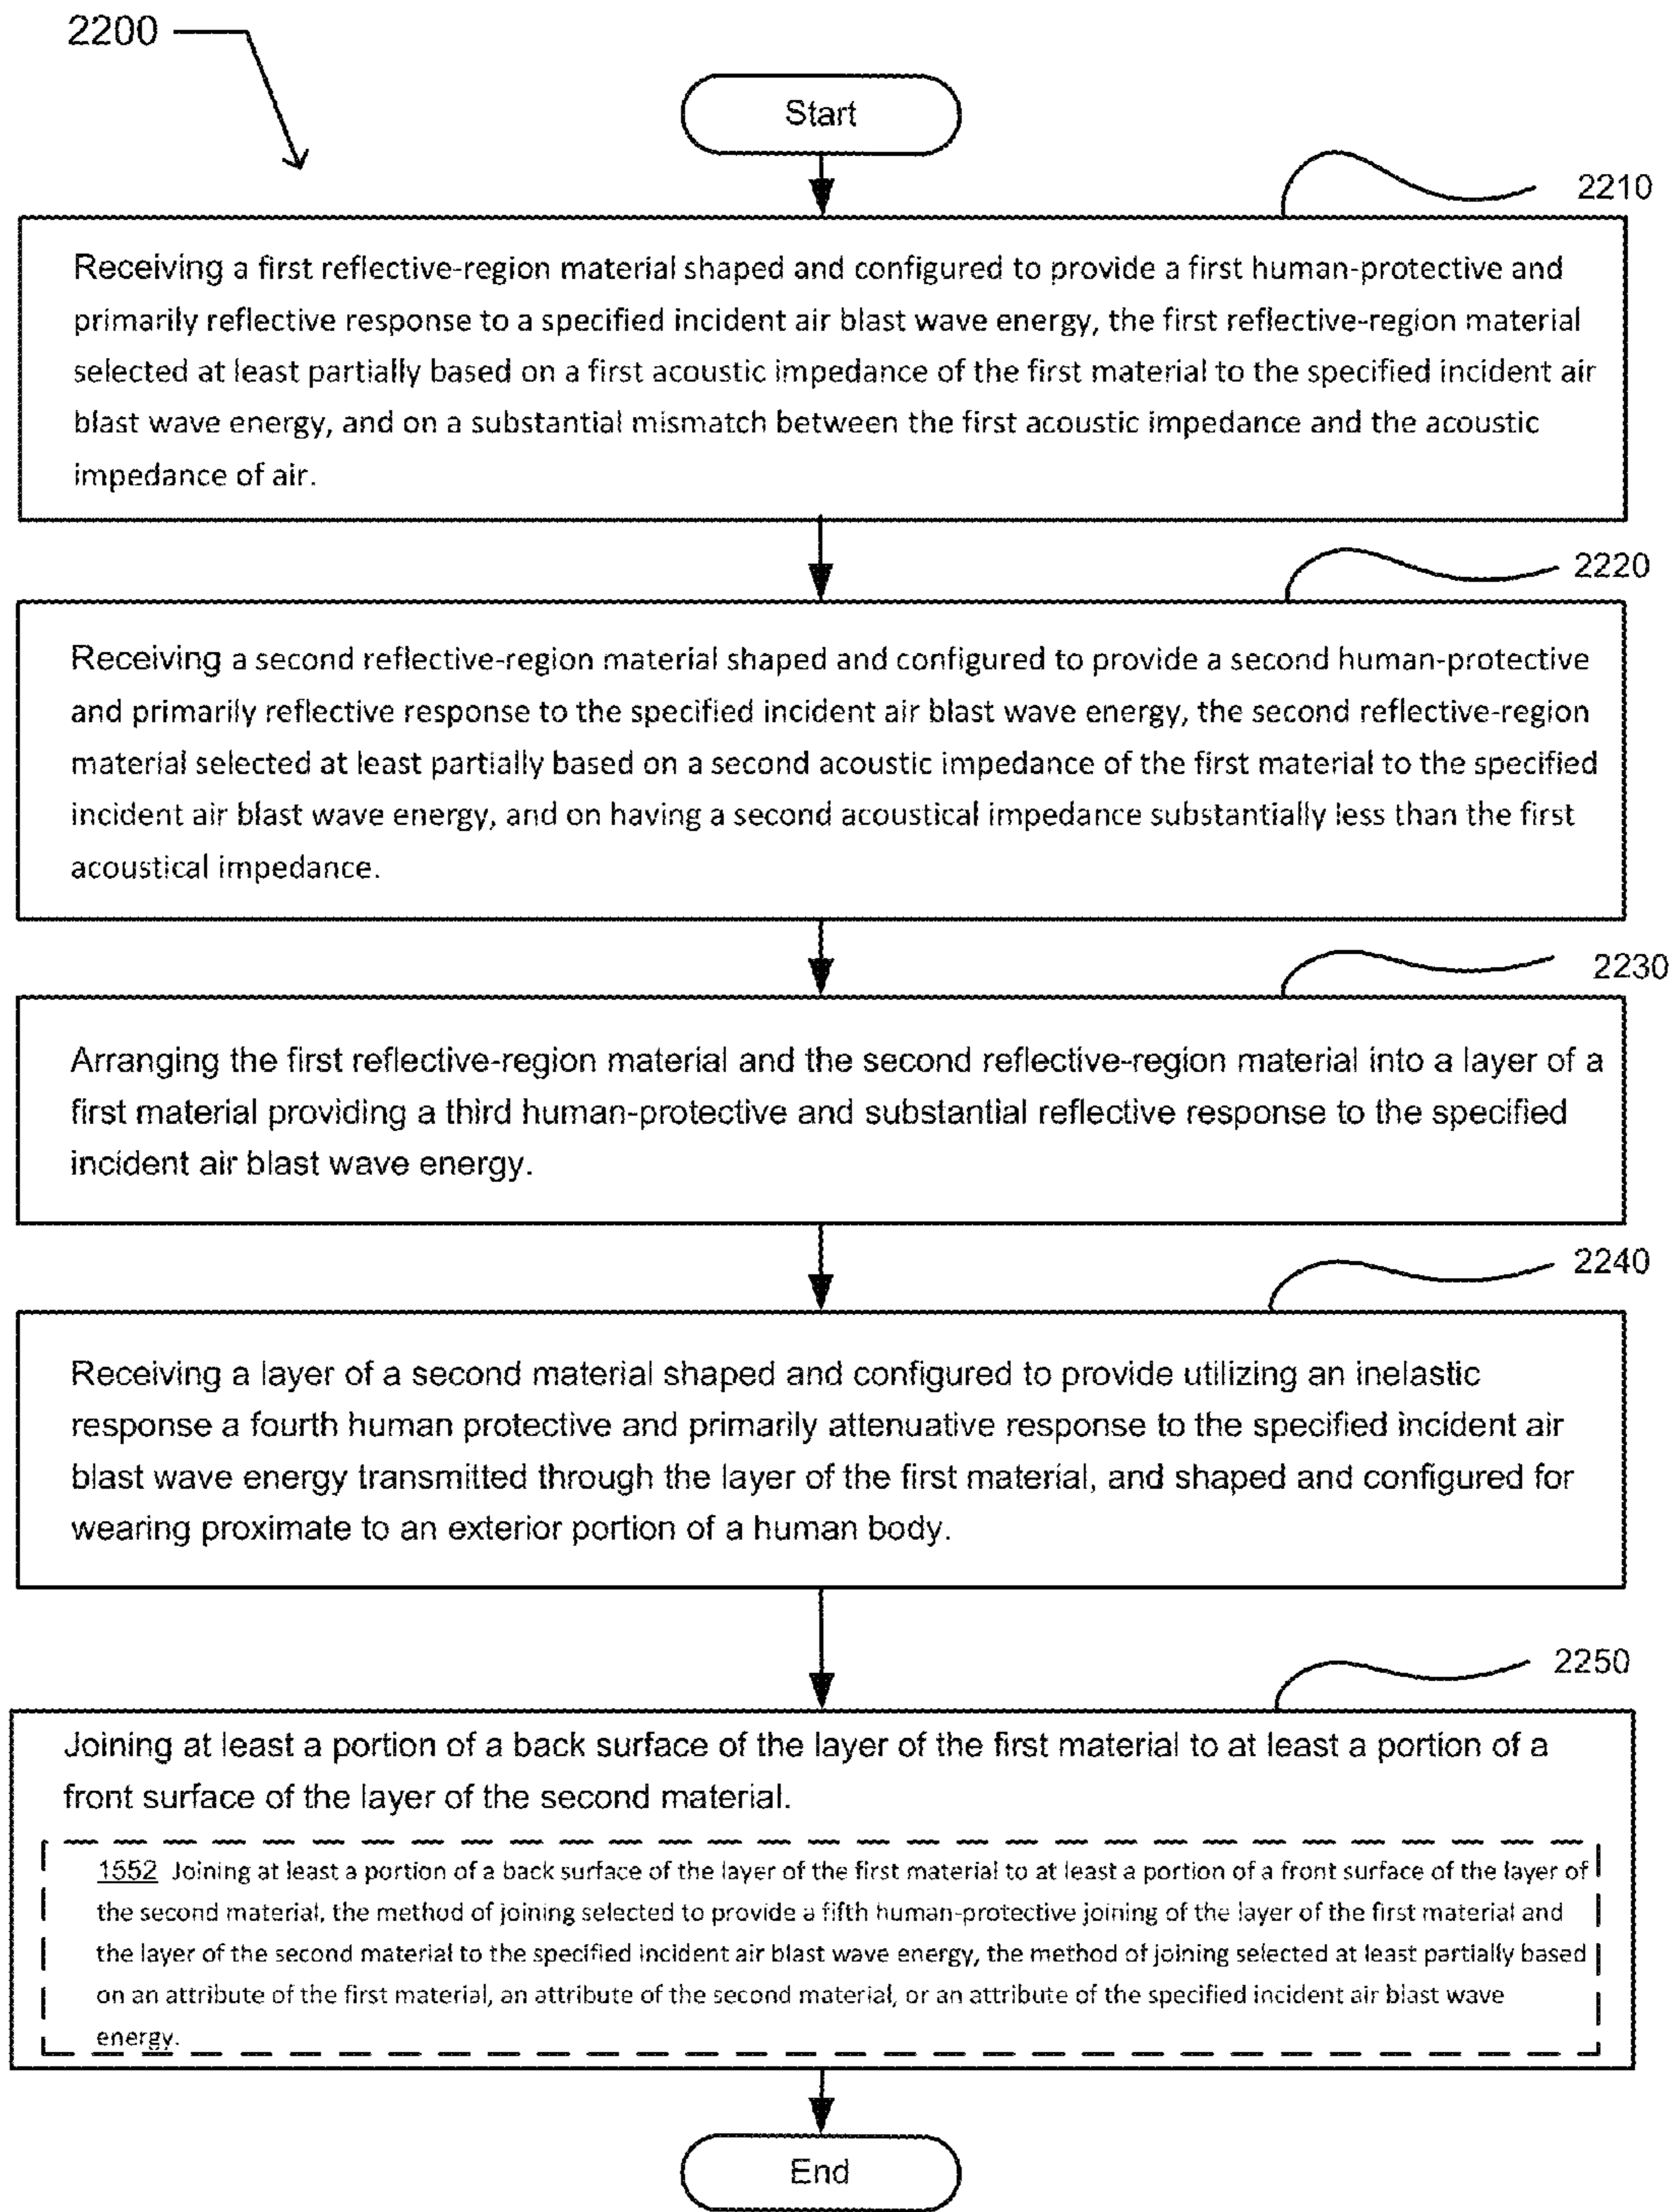 2200
Start
2210
Receiving a first reflective-region material shaped and configured to provide a first human-protective and
primarily reflective response to a specified incident air blast wave energy, the first reflective-region material
selected at least partially based on a first acoustic impedance of the first material to the specified incident air
blast wave energy, and on a substantial mismatch between the first acoustic impedance and the acoustic
impedance of air.
2220
Receiving a second reflective-region material shaped and configured to provide a second human-protective
and primarily reflective response to the specified incident air blast wave energy, the second reflective-region
material selected at least partially based on a second acoustic impedance of the first material to the specified
incident air blast wave energy, and on having a second acoustical impedance substantially less than the first
acoustical impedance.
2230
Arranging the first reflective-region material and the second reflective-region material into a layer of a
first material providing a third human-protective and substantial reflective response to the specified
incident air blast wave energy.
2240
Receiving a layer of a second material shaped and configured to provide utilizing an inelastic
response a fourth human protective and primarily attenuative response to the specified incident air
blast wave energy transmitted through the layer of the first material, and shaped and configured for
wearing proximate to an exterior portion of a human body.
2250
Joining at least a portion of a back surface of the layer of the first material to at least a portion of a
front surface of the layer of the second material.
1552 Joining at least a portion of a back surface of the layer of the first material to at least a portion of a front surface of the layer of
the second material, the method of joining selected to provide a fifth human-protective joining of the layer of the first material and
the layer of the second material to the specified incident air blast wave energy, the method of joining selected at least partially based
on an attribute of the first material, an attribute of the second material, or an attribute of the specified incident air blast wave
energy.
End